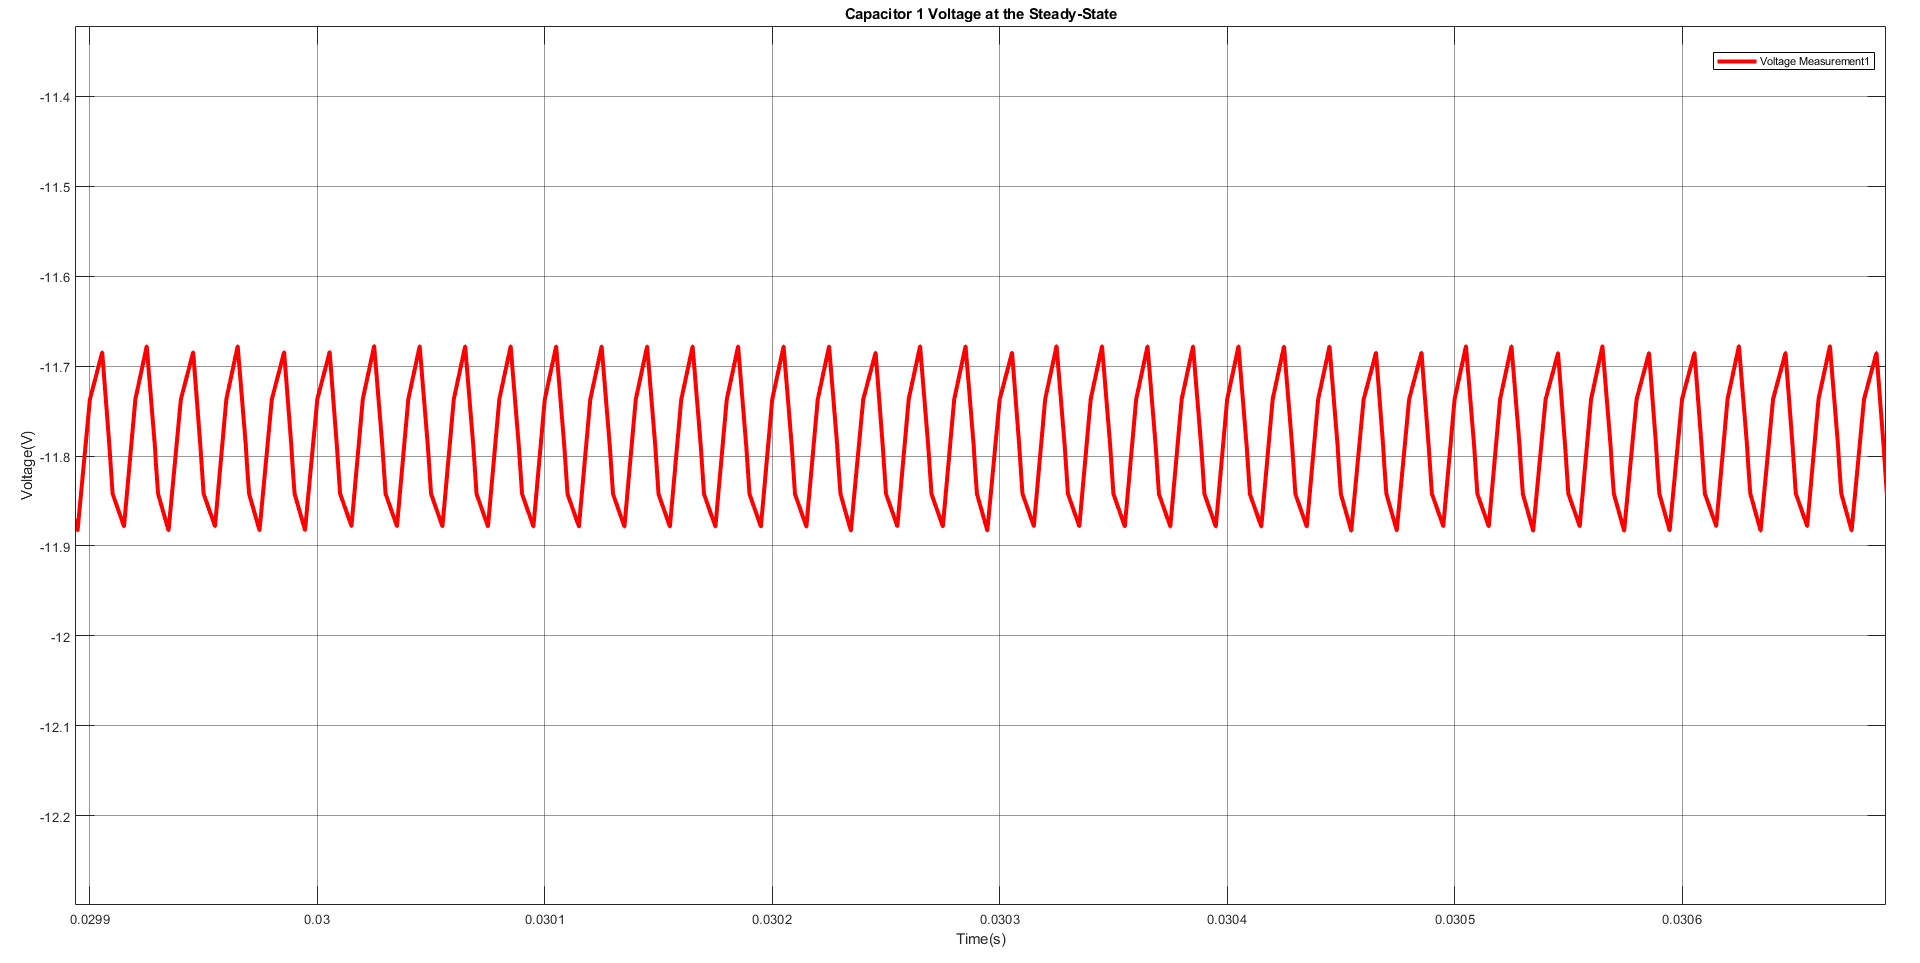 Capacitor 1 Voltage at the Steady-State
Voltage Measurement1
-11.4
-11.5
-11.6
-11.7
-11.8
-11.9
-12
-12.1
-12.2
Voltage(V)
0.0299 0.03 0.0301 0.0302 0.0303 0.0304 0.0305 0.0306
Time(s)